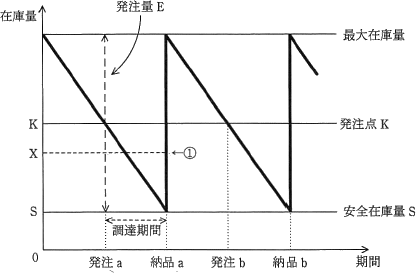 在庫量
発注量 E
最大在庫量
K
発注点 K
X
①
S
安全在庫量 S
調達期間
0
発注 a
納品 a
発注 b
納品 b
期間